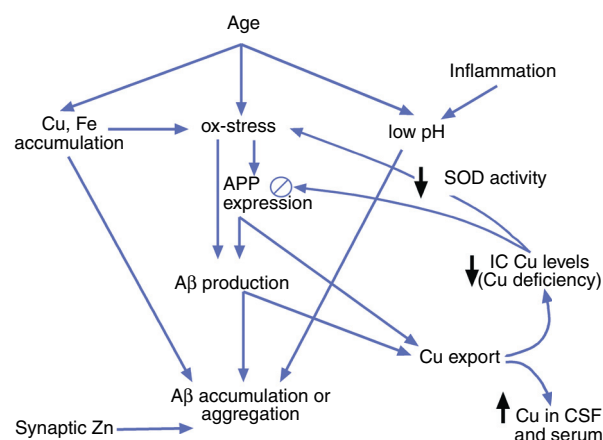 Age
Inflammation
Cu, Fe
accumulation
ox-stress
low pH
APP
expression
SOD activity
IC Cu levels
(Cu deficiency)
Aβ production
Cu export
Aβ accumulation or
aggregation
Cu in CSF
and serum
Synaptic Zn